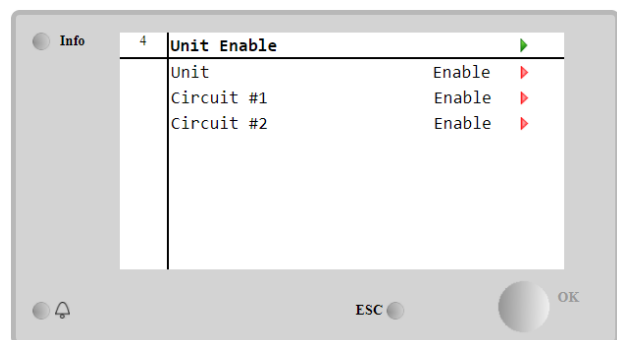 Info
4 Unit Enable
Unit Enable
Circuit #1 Enable
Circuit #2 Enable
ESC
OK